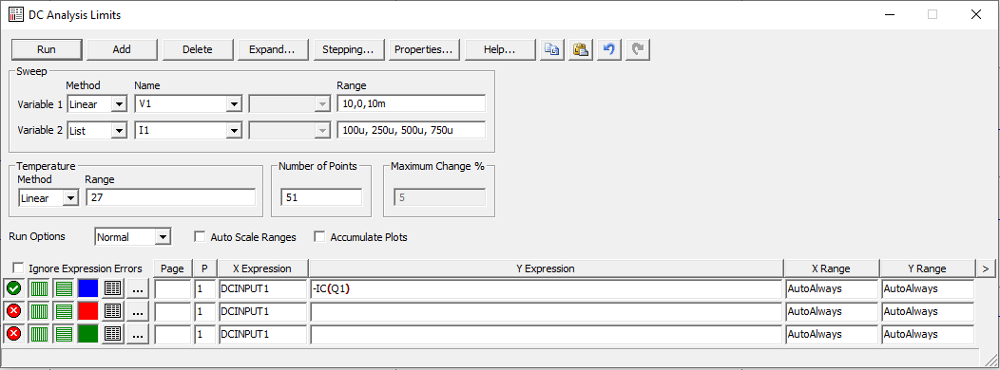 DC Analysis Limits
Run Add Delete Expand... Stepping... Properties... Help...
Sweep
Method Name Range
Variable 1 Linear V1 10,0,10m
Variable 2 List I1 100u, 250u, 500u, 750u
Temperature Number of Points Maximum Change %
Method Range
Linear 27 51 5
Run Options Normal Auto Scale Ranges Accumulate Plots
Ignore Expression Errors Page P X Expression Y Expression X Range Y Range >
... 1 DCINPUT1 -IC(Q1) AutoAlways AutoAlways
... 1 DCINPUT1 AutoAlways AutoAlways
... 1 DCINPUT1 AutoAlways AutoAlways